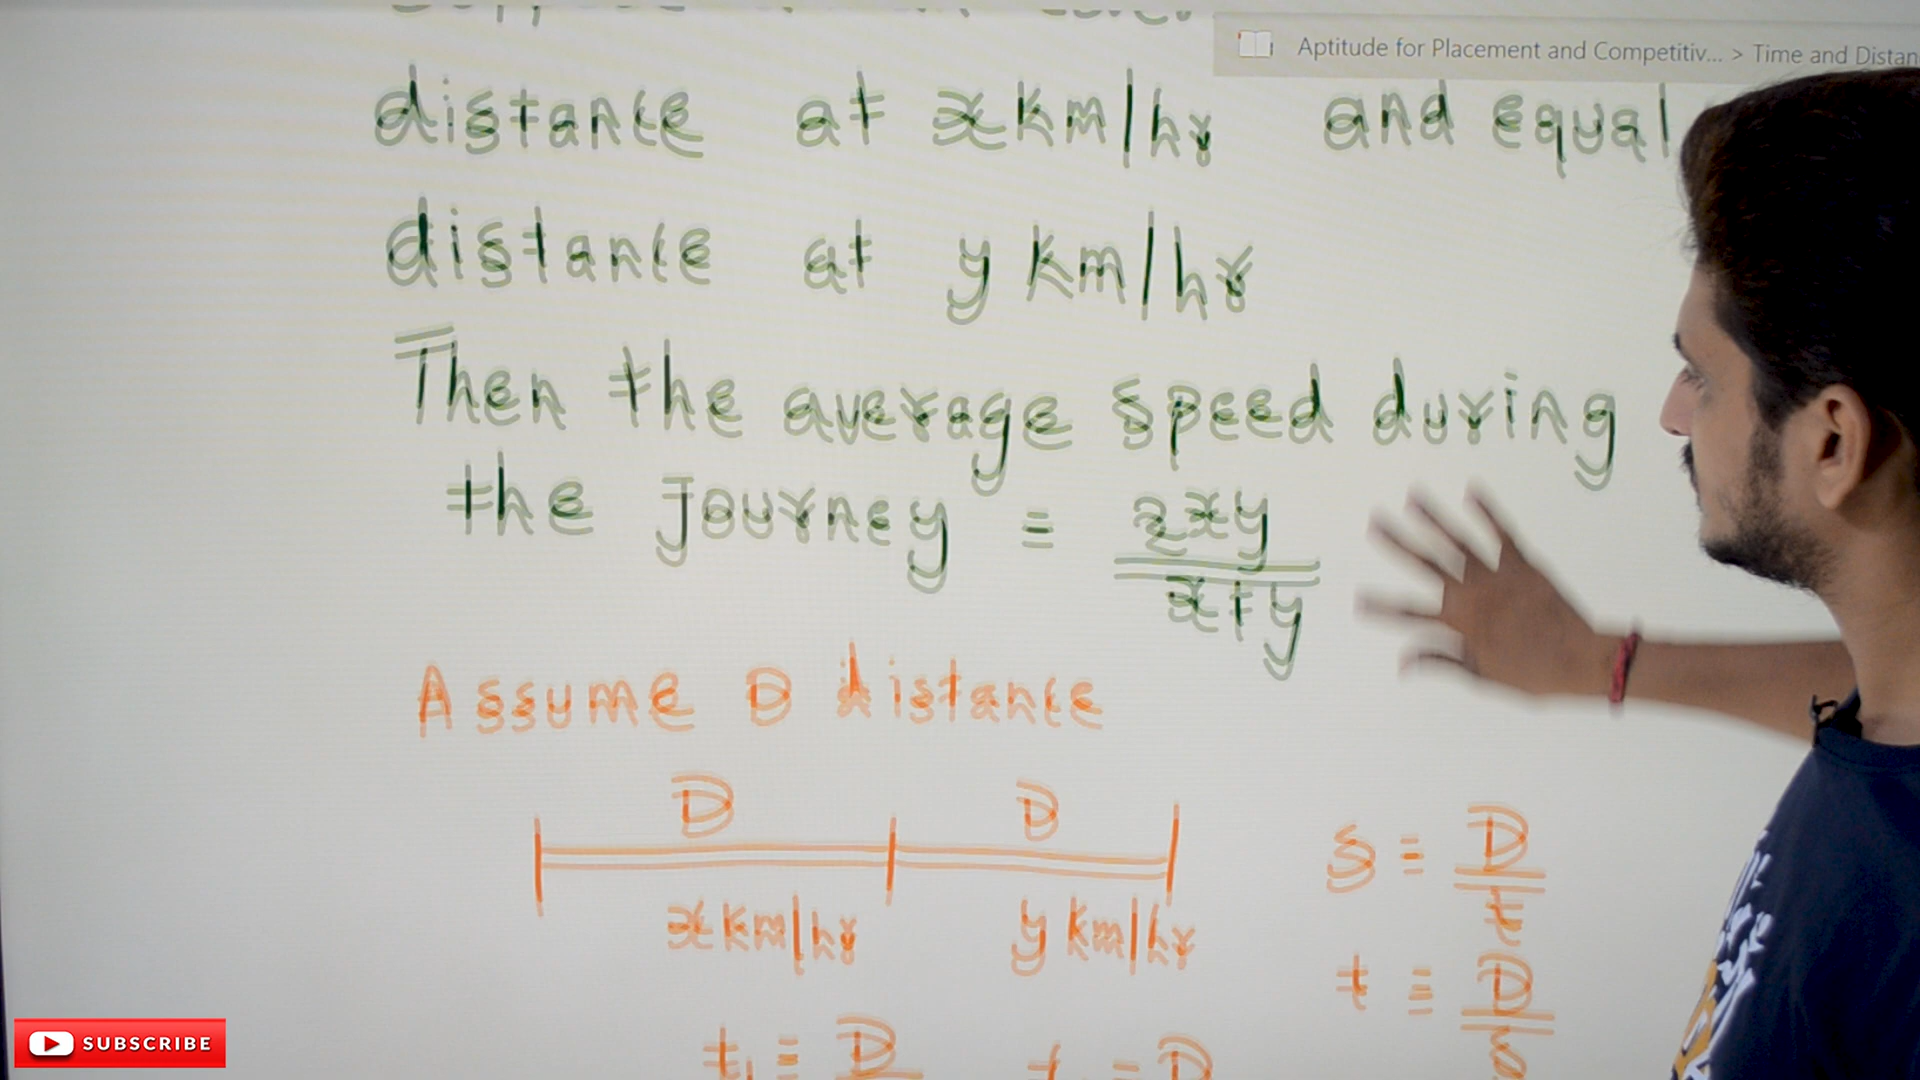 Aptitude for Placement and Competitiv... > Time and Distan
distance at x km/hr and equal
distance at y km/hr
Then the average speed during
the Journey = 2xy
x+y
Assume D distance
D D
x km/hr y km/hr
s = D
t
t = D
s
t1 = D = D
SUBSCRIBE